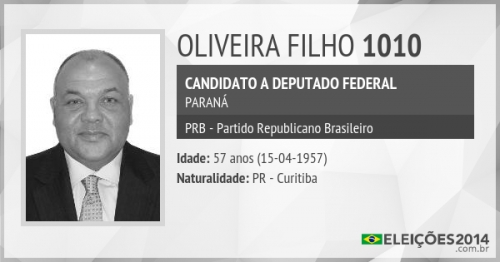 OLIVEIRA FILHO 1010
CANDIDATO A DEPUTADO FEDERAL
PARANÁ
PRB - Partido Republicano Brasileiro
Idade: 57 anos (15-04-1957)
Naturalidade: PR - Curitiba
ELEIÇÕES2014
.com.br